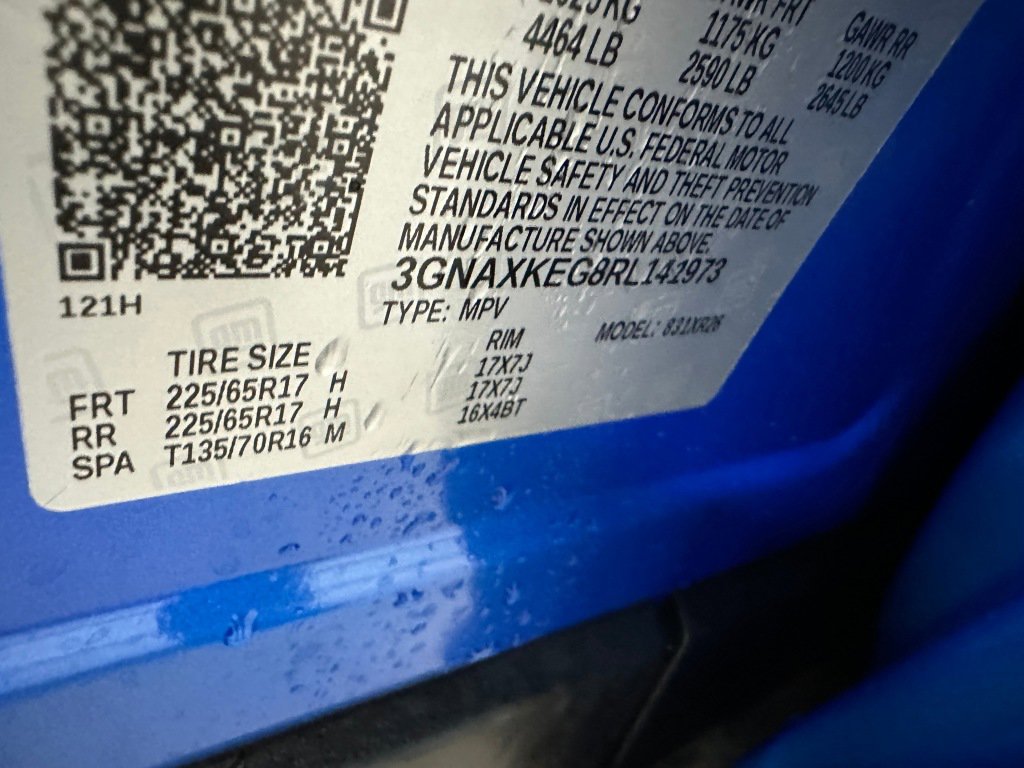 4464 LB
1175 KG
2590 LB
GAWR RR
1200 KG
2645 LB
THIS VEHICLE CONFORMS TO ALL
APPLICABLE U.S. FEDERAL MOTOR
VEHICLE SAFETY AND THEFT PREVENTION
STANDARDS IN EFFECT ON THE DATE OF
MANUFACTURE SHOWN ABOVE.
3GNAXKEG8RL141973
TYPE: MPV
MODEL: 831XR26
121H
TIRE SIZE RIM
FRT 225/65R17 H 17X7J
RR 225/65R17 H 17X7J
SPA T135/70R16 M 16X4BT